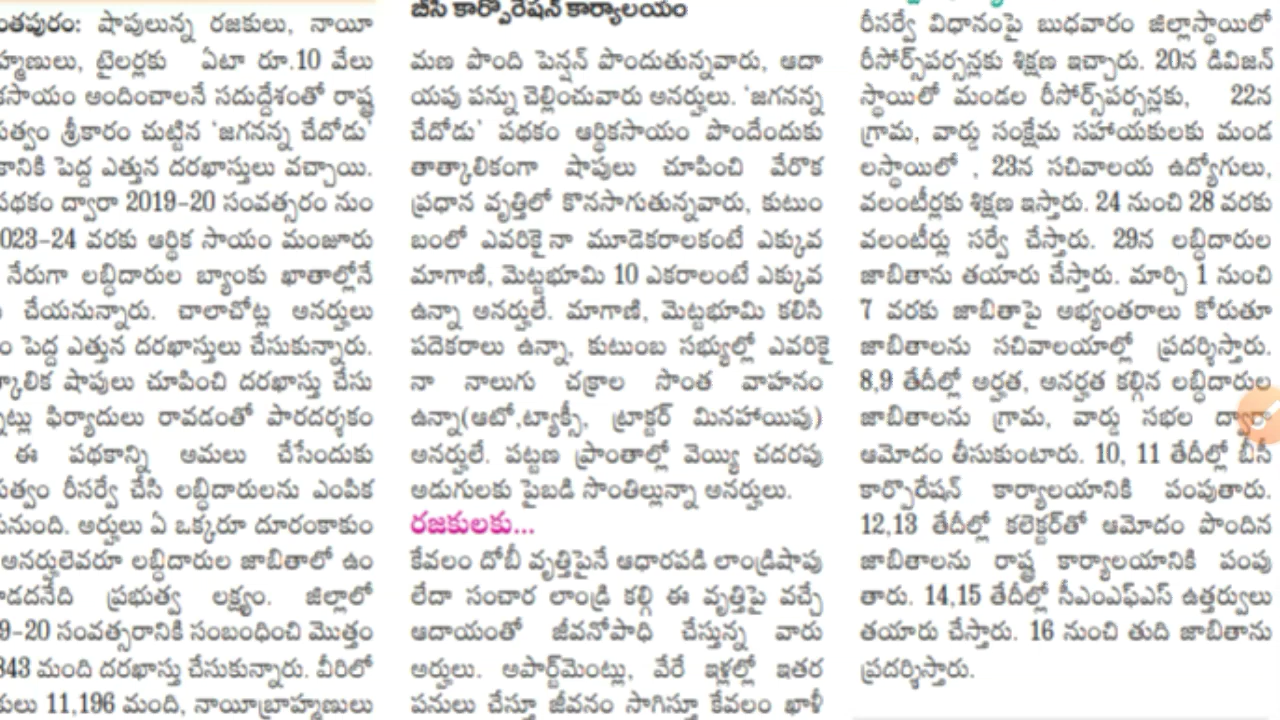 షాపులున్న రజకులు, నాయీ
టైలర్లకు ఏటా రూ.10 వేలు
అందించాలనే సదుద్దేశంతో రాష్ట్ర
శ్రీకారం చుట్టిన ‘జగనన్న చేదోడు’
పెద్ద ఎత్తున దరఖాస్తులు వచ్చాయి.
ద్వారా 2019-20 సంవత్సరం నుం
వరకు ఆర్థిక సాయం మంజూరు
నేరుగా లబ్ధిదారుల బ్యాంకు ఖాతాల్లోనే
చేయనున్నారు. చాలాచోట్ల అనర్హులు
పెద్ద ఎత్తున దరఖాస్తులు చేసుకున్నారు.
షాపులు చూపించి దరఖాస్తు చేసు
ఫిర్యాదులు రావడంతో పారదర్శకం
ఈ పథకాన్ని అమలు చేసేందుకు
రీసర్వే చేసి లబ్ధిదారులను ఎంపిక
అర్హులు ఏ ఒక్కరూ దూరంకాకుం
అనర్హులెవరూ లబ్ధిదారుల జాబితాలో ఉం
ప్రభుత్వ లక్ష్యం. జిల్లాలో
సంవత్సరానికి సంబంధించి మొత్తం
మంది దరఖాస్తు చేసుకున్నారు. వీరిలో
11,196 మంది, నాయీబ్రాహ్మణులు
బీసీ కార్పొరేషన్ కార్యాలయం
మణ పొంది పెన్షన్ పొందుతున్నవారు, ఆదా
యపు పన్ను చెల్లించువారు అనర్హులు. ‘జగనన్న
చేదోడు’ పథకం ఆర్థికసాయం పొందేందుకు
తాత్కాలికంగా షాపులు చూపించి వేరొక
ప్రధాన వృత్తిలో కొనసాగుతున్నవారు, కుటుం
బంలో ఎవరికై నా మూడెకరాలకంటే ఎక్కువ
మాగాణి, మెట్టభూమి 10 ఎకరాలంటే ఎక్కువ
ఉన్నా అనర్హులే. మాగాణి, మెట్టభూమి కలిసి
పదెకరాలు ఉన్నా, కుటుంబ సభ్యుల్లో ఎవరికై
నా నాలుగు చక్రాల సొంత వాహనం
ఉన్నా(ఆటో,ట్యాక్సీ, ట్రాక్టర్ మినహాయిపు)
అనర్హులే. పట్టణ ప్రాంతాల్లో వెయ్యి చదరపు
అడుగులకు పైబడి సొంతిల్లున్నా అనర్హులు.
రజకులకు...
కేవలం దోబీ వృత్తిపైనే ఆధారపడి లాండ్రిషాపు
లేదా సంచార లాండ్రి కల్గి ఈ వృత్తిపై వచ్చే
ఆదాయంతో జీవనోపాధి చేస్తున్న వారు
అర్హులు. అపార్ట్‌మెంట్లు, వేరే ఇళ్లల్లో ఇతర
పనులు చేస్తూ జీవనం సాగిస్తూ కేవలం ఖాళీ
రీసర్వే విధానంపై బుధవారం జిల్లాస్థాయిలో
రీసోర్స్‌పర్సన్లకు శిక్షణ ఇచ్చారు. 20న డివిజన్
స్థాయిలో మండల రీసోర్స్‌పర్సన్లకు, 22న
గ్రామ, వార్డు సంక్షేమ సహాయకులకు మండ
లస్థాయిలో , 23న సచివాలయ ఉద్యోగులు,
వలంటీర్లకు శిక్షణ ఇస్తారు. 24 నుంచి 28 వరకు
వలంటీర్లు సర్వే చేస్తారు. 29న లబ్ధిదారుల
జాబితాను తయారు చేస్తారు. మార్చి 1 నుంచి
7 వరకు జాబితాపై అభ్యంతరాలు కోరుతూ
జాబితాలను సచివాలయాల్లో ప్రదర్శిస్తారు.
8,9 తేదీల్లో అర్హత, అనర్హత కల్గిన లబ్ధిదారుల
జాబితాలను గ్రామ, వార్డు సభల ద్వారా
ఆమోదం తీసుకుంటారు. 10, 11 తేదీల్లో బీసీ
కార్పొరేషన్ కార్యాలయానికి పంపుతారు.
12,13 తేదీల్లో కలెక్టర్‌తో ఆమోదం పొందిన
జాబితాలను రాష్ట్ర కార్యాలయానికి పంపు
తారు. 14,15 తేదీల్లో సీఎంఎఫ్ఎస్ ఉత్తర్వులు
తయారు చేస్తారు. 16 నుంచి తుది జాబితాను
ప్రదర్శిస్తారు.